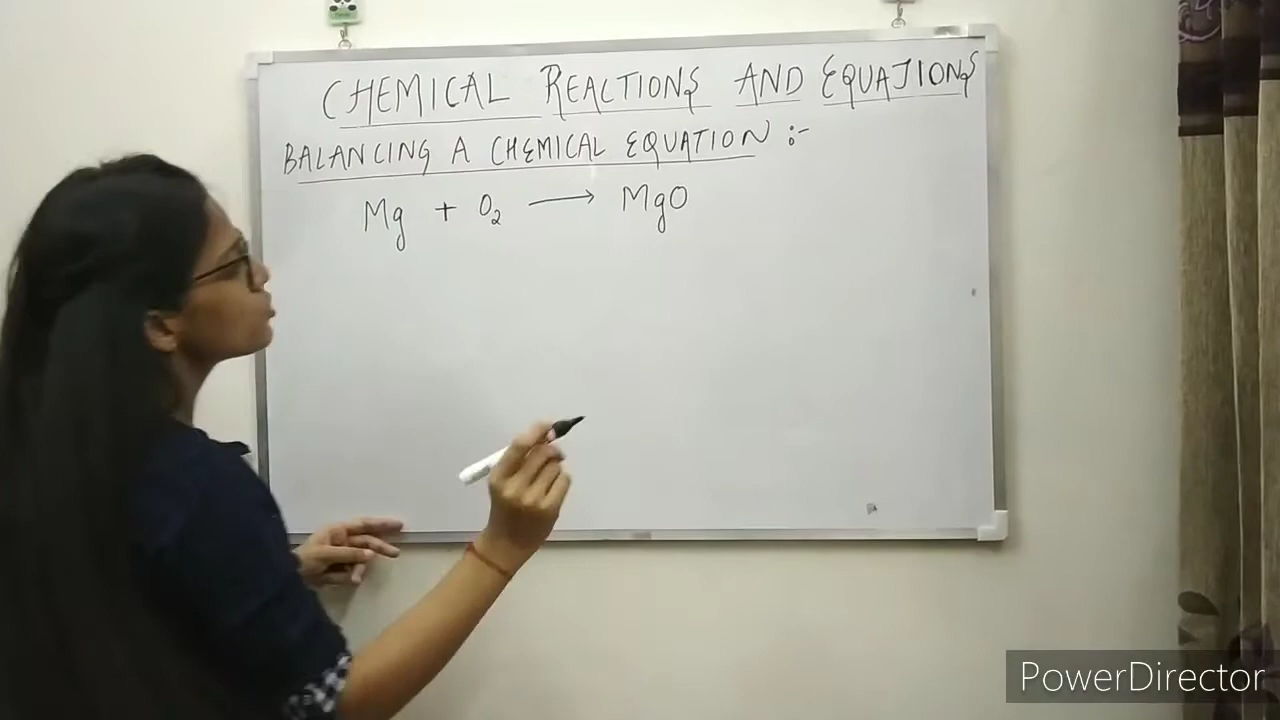 CHEMICAL REACTIONS AND EQUATIONS
BALANCING A CHEMICAL EQUATION :-
Mg + O₂ ⟶ MgO
PowerDirector